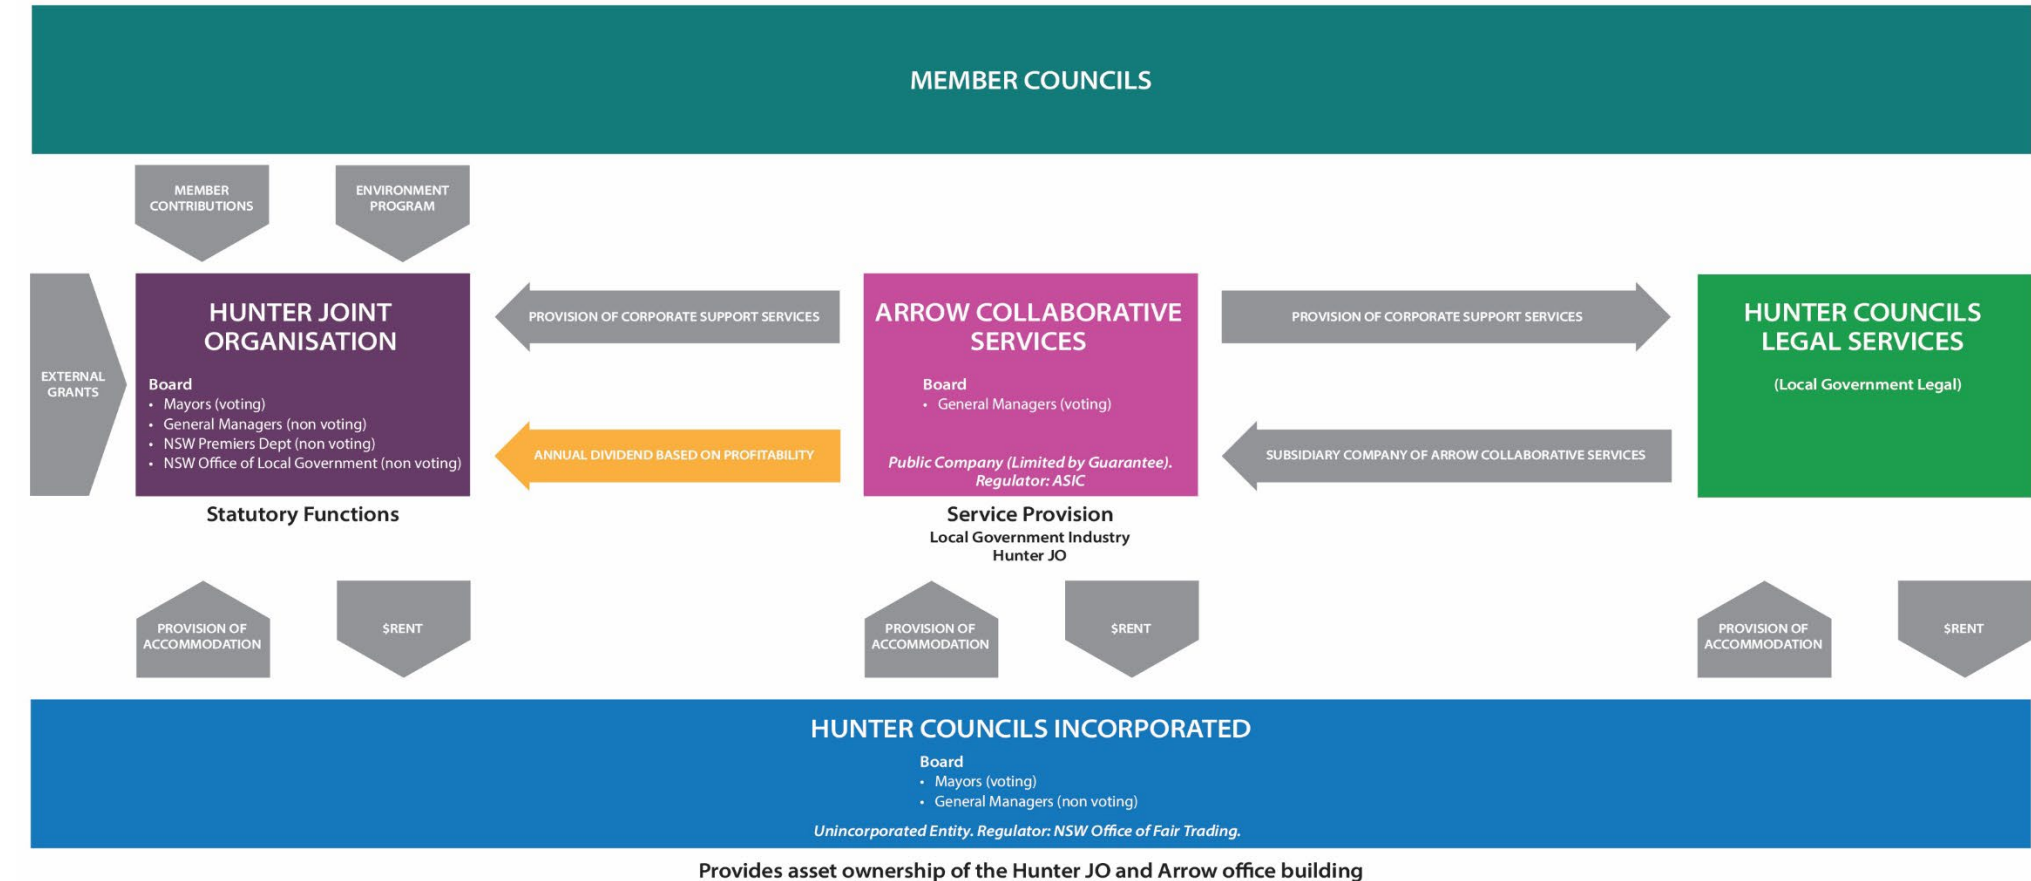 MEMBER COUNCILS
MEMBER
CONTRIBUTIONS
ENVIRONMENT
PROGRAM
EXTERNAL
GRANTS
HUNTER JOINT
ORGANISATION
Board
• Mayors (voting)
• General Managers (non voting)
• NSW Premiers Dept (non voting)
• NSW Office of Local Government (non voting)
Statutory Functions
PROVISION OF CORPORATE SUPPORT SERVICES
ANNUAL DIVIDEND BASED ON PROFITABILITY
ARROW COLLABORATIVE
SERVICES
Board
• General Managers (voting)
Public Company (Limited by Guarantee).
Regulator: ASIC
Service Provision
Local Government Industry
Hunter JO
PROVISION OF CORPORATE SUPPORT SERVICES
SUBSIDIARY COMPANY OF ARROW COLLABORATIVE SERVICES
HUNTER COUNCILS
LEGAL SERVICES
(Local Government Legal)
PROVISION OF
ACCOMMODATION
$RENT
PROVISION OF
ACCOMMODATION
$RENT
PROVISION OF
ACCOMMODATION
$RENT
HUNTER COUNCILS INCORPORATED
Board
• Mayors (voting)
• General Managers (non voting)
Unincorporated Entity. Regulator: NSW Office of Fair Trading.
Provides asset ownership of the Hunter JO and Arrow office building